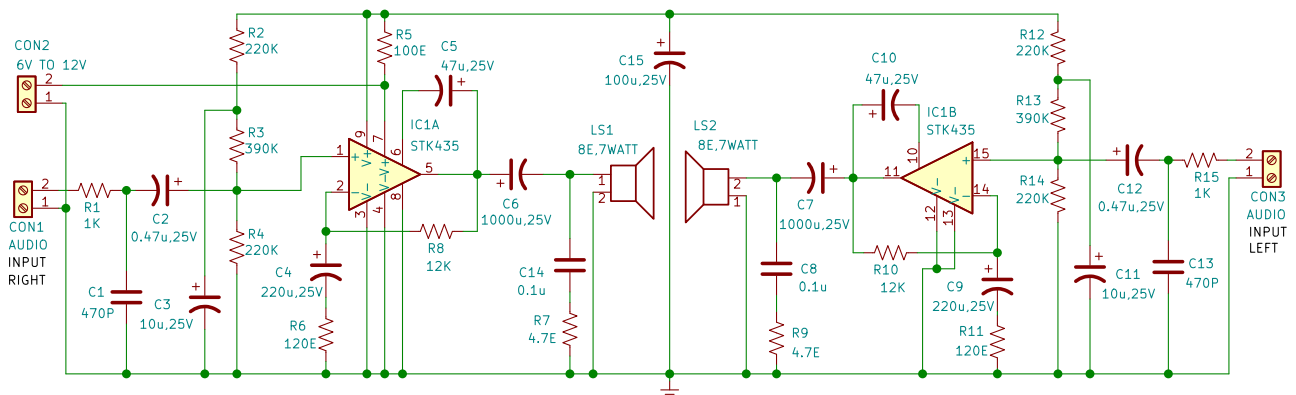 CON2
6V TO 12V
2
1
CON1
AUDIO
INPUT
RIGHT
2
1
R1
1K
C1
470P
C2
0.47u,25V
C3
10u,25V
R2
220K
R3
390K
R4
220K
R5
100E
C5
47u,25V
IC1A
STK435
1
2
9
7
6
5
3
4
8
+
-
V+
V+
V-
V-
C4
220u,25V
R6
120E
R8
12K
C6
1000u,25V
C14
0.1u
R7
4.7E
LS1
8E,7WATT
1
2
C15
100u,25V
LS2
8E,7WATT
2
1
C7
1000u,25V
C8
0.1u
R9
4.7E
C10
47u,25V
IC1B
STK435
10
11
15
14
12
13
+
-
V-
V-
R10
12K
C9
220u,25V
R11
120E
R12
220K
R13
390K
R14
220K
C11
10u,25V
C12
0.47u,25V
C13
470P
R15
1K
2
1
CON3
AUDIO
INPUT
LEFT